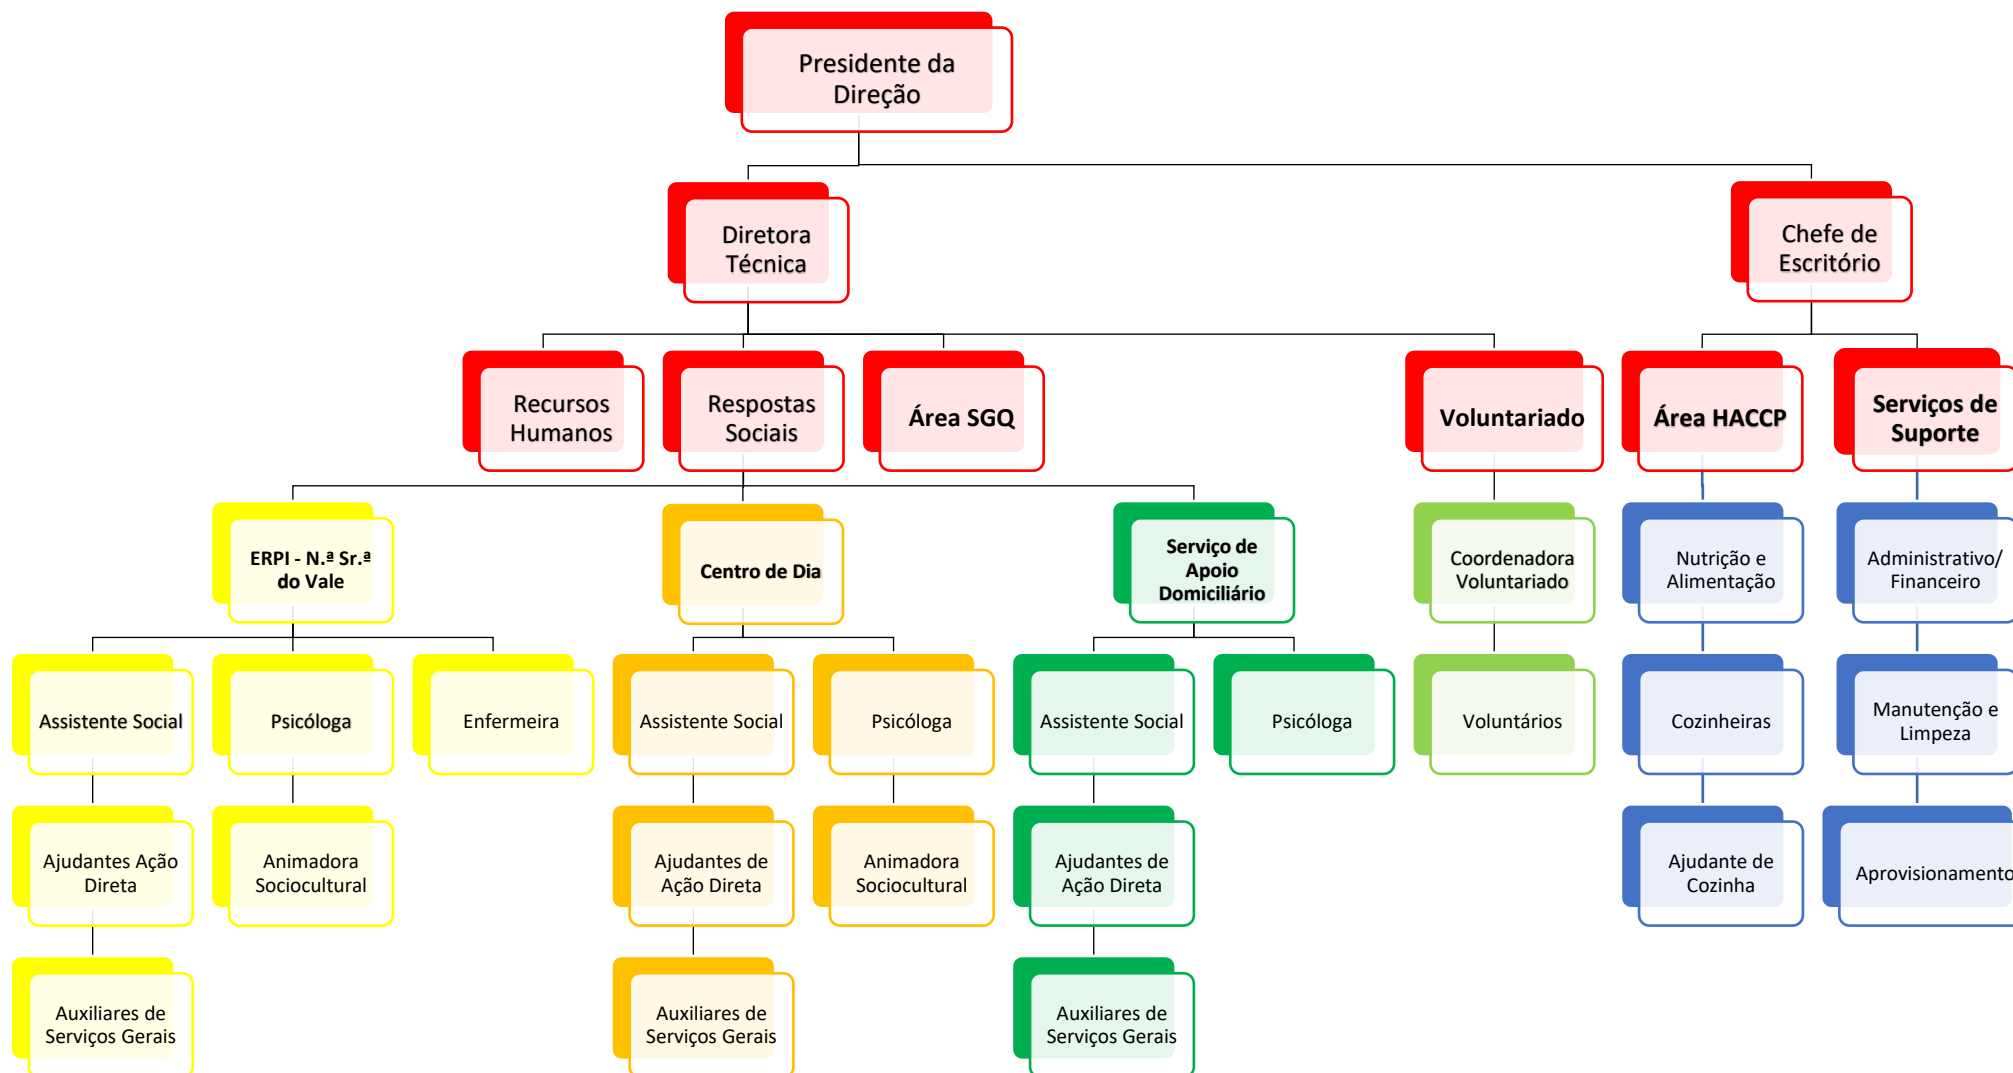 Presidente da
Direção
Diretora
Técnica
Chefe de
Escritório
Recursos
Humanos
Respostas
Sociais
Área SGQ
Voluntariado
Área HACCP
Serviços de
Suporte
ERPI - N.ª Sr.ª
do Vale
Centro de Dia
Serviço de
Apoio
Domiciliário
Coordenadora
Voluntariado
Nutrição e
Alimentação
Administrativo/
Financeiro
Assistente Social
Psicóloga
Enfermeira
Assistente Social
Psicóloga
Assistente Social
Psicóloga
Voluntários
Cozinheiras
Manutenção e
Limpeza
Ajudantes Ação
Direta
Animadora
Sociocultural
Ajudantes de
Ação Direta
Animadora
Sociocultural
Ajudantes de
Ação Direta
Ajudante de
Cozinha
Aprovisionamento
Auxiliares de
Serviços Gerais
Auxiliares de
Serviços Gerais
Auxiliares de
Serviços Gerais